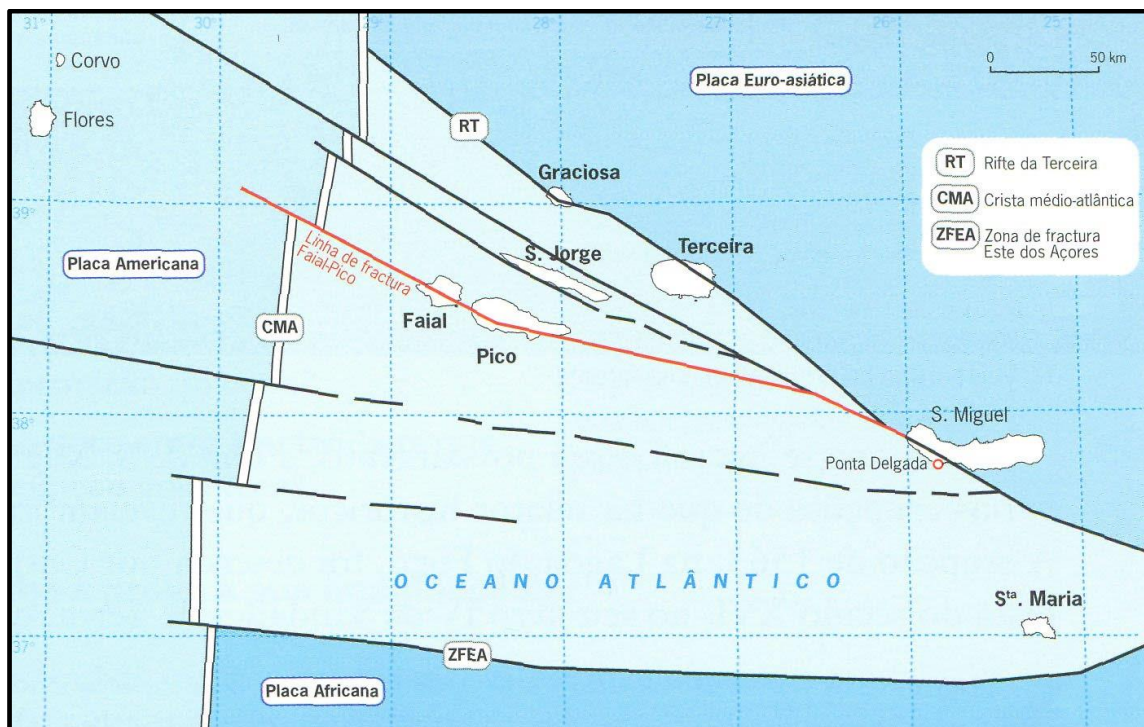 31°
30°
29°
28°
27°
26°
25°
Corvo
Flores
Placa Euro-asiática
0
50 km
RT
Graciosa
RT
Rifte da Terceira
CMA
Crista médio-atlântica
ZFEA
Zona de fractura
Este dos Açores
39°
Placa Americana
Linha de fractura
Faial-Pico
S. Jorge
Terceira
Faial
CMA
Pico
38°
S. Miguel
Ponta Delgada
OCEANO ATLÂNTICO
Sta. Maria
37°
ZFEA
Placa Africana